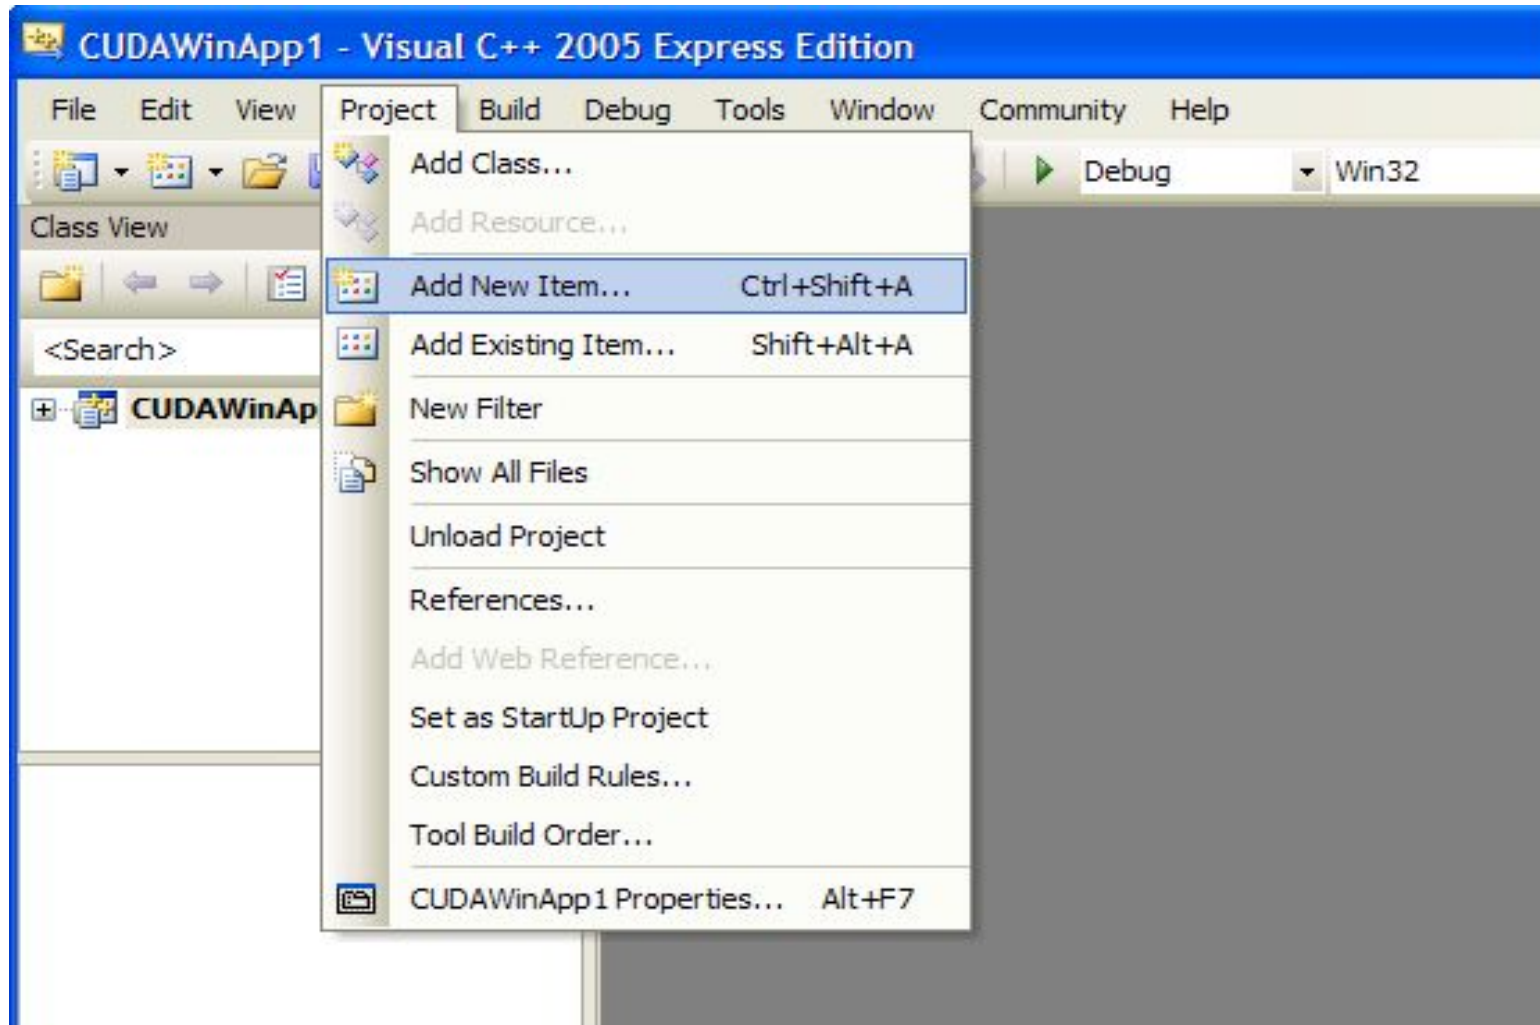 CUDAWinApp1 - Visual C++ 2005 Express Edition
File Edit View Project Build Debug Tools Window Community Help
Debug Win32
Class View
<Search>
CUDAWinAp
Add Class...
Add Resource...
Add New Item... Ctrl+Shift+A
Add Existing Item... Shift+Alt+A
New Filter
Show All Files
Unload Project
References...
Add Web Reference...
Set as StartUp Project
Custom Build Rules...
Tool Build Order...
CUDAWinApp1 Properties... Alt+F7